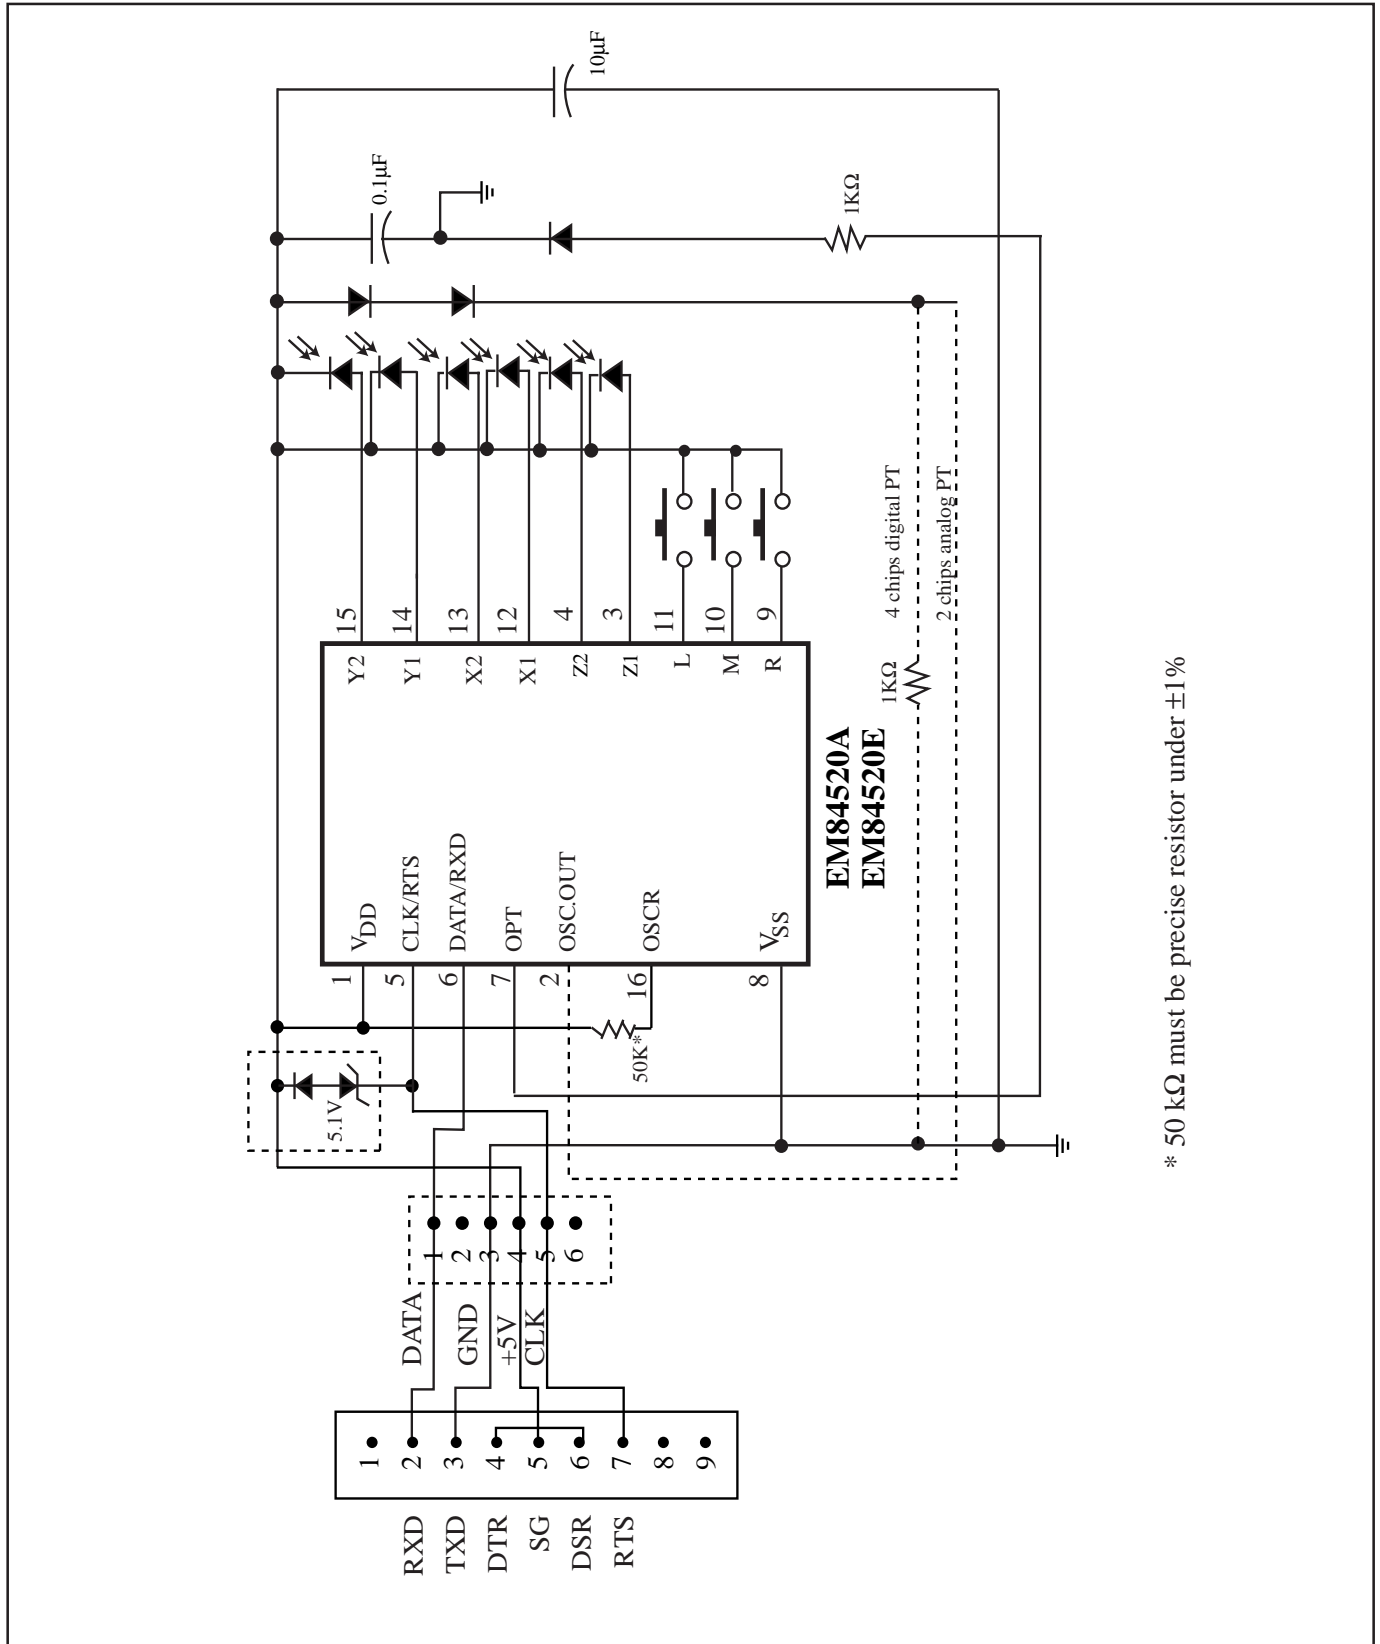 10µF
0.1µF
1KΩ
4 chips digital PT
2 chips analog PT
1KΩ
15
14
13
12
4
3
11
10
9
Y2
Y1
X2
X1
Z2
Z1
L
M
R
EM84520A
EM84520E
VDD
CLK/RTS
DATA/RXD
OPT
OSC.OUT
OSCR
VSS
1
5
6
7
2
16
8
50K*
5.1V
1
2
3
4
5
6
DATA
GND
+5V
CLK
1
2
3
4
5
6
7
8
9
RXD
TXD
DTR
SG
DSR
RTS
* 50 kΩ must be precise resistor under ±1%